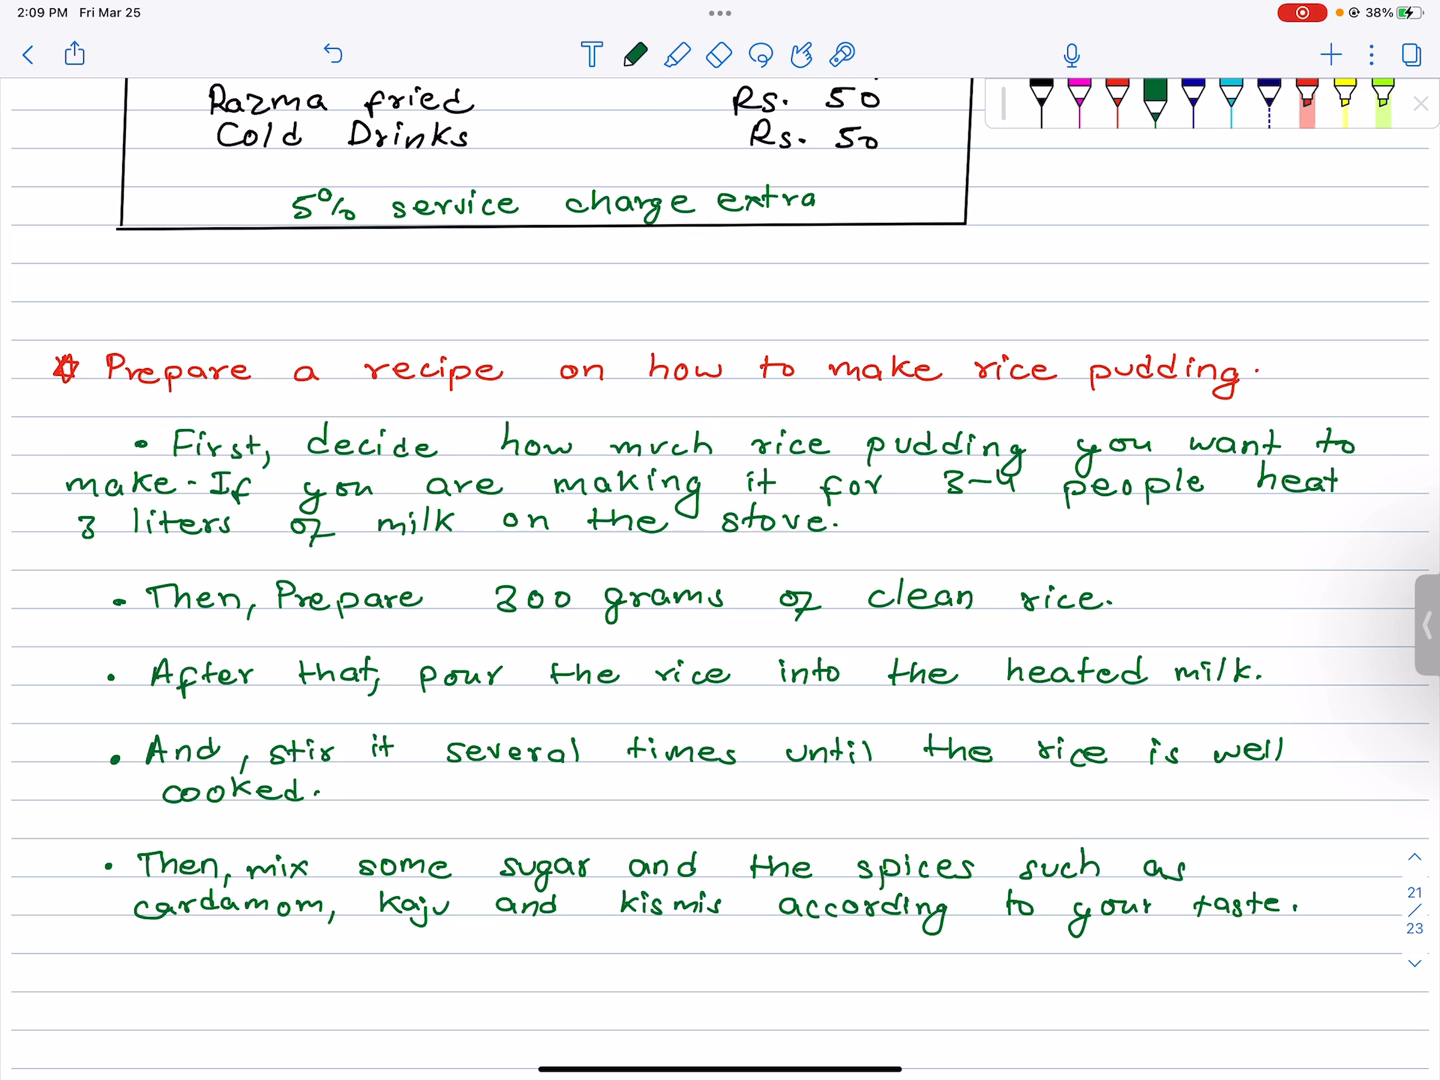 2:09 PM Fri Mar 25
38%
Razma fried Rs. 50
Cold Drinks Rs. 50
5% service charge extra
Prepare a recipe on how to make rice pudding.
• First, decide how much rice pudding you want to
make. If you are making it for 3-4 people heat
3 liters of milk on the stove.
• Then, Prepare 300 grams of clean rice.
• After that, pour the rice into the heated milk.
• And, stir it several times until the rice is well
cooked.
• Then, mix some sugar and the spices such as
cardamom, kaju and kismis according to your taste.
21
/
23